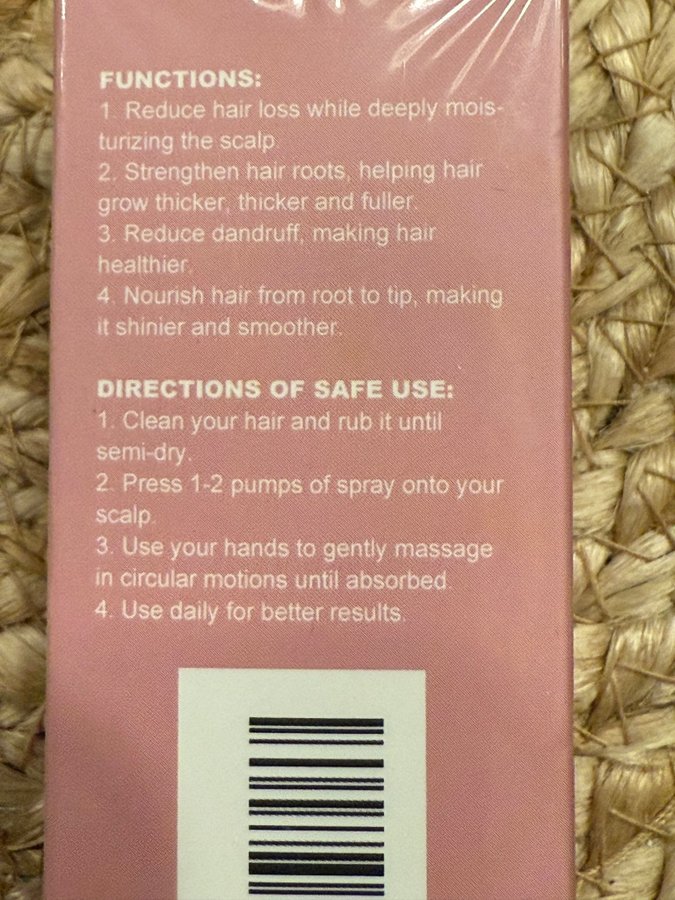 FUNCTIONS:
1. Reduce hair loss while deeply mois-
turizing the scalp.
2. Strengthen hair roots, helping hair
grow thicker, thicker and fuller.
3. Reduce dandruff, making hair
healthier.
4. Nourish hair from root to tip, making
it shinier and smoother.
DIRECTIONS OF SAFE USE:
1. Clean your hair and rub it until
semi-dry.
2. Press 1-2 pumps of spray onto your
scalp.
3. Use your hands to gently massage
in circular motions until absorbed.
4. Use daily for better results.